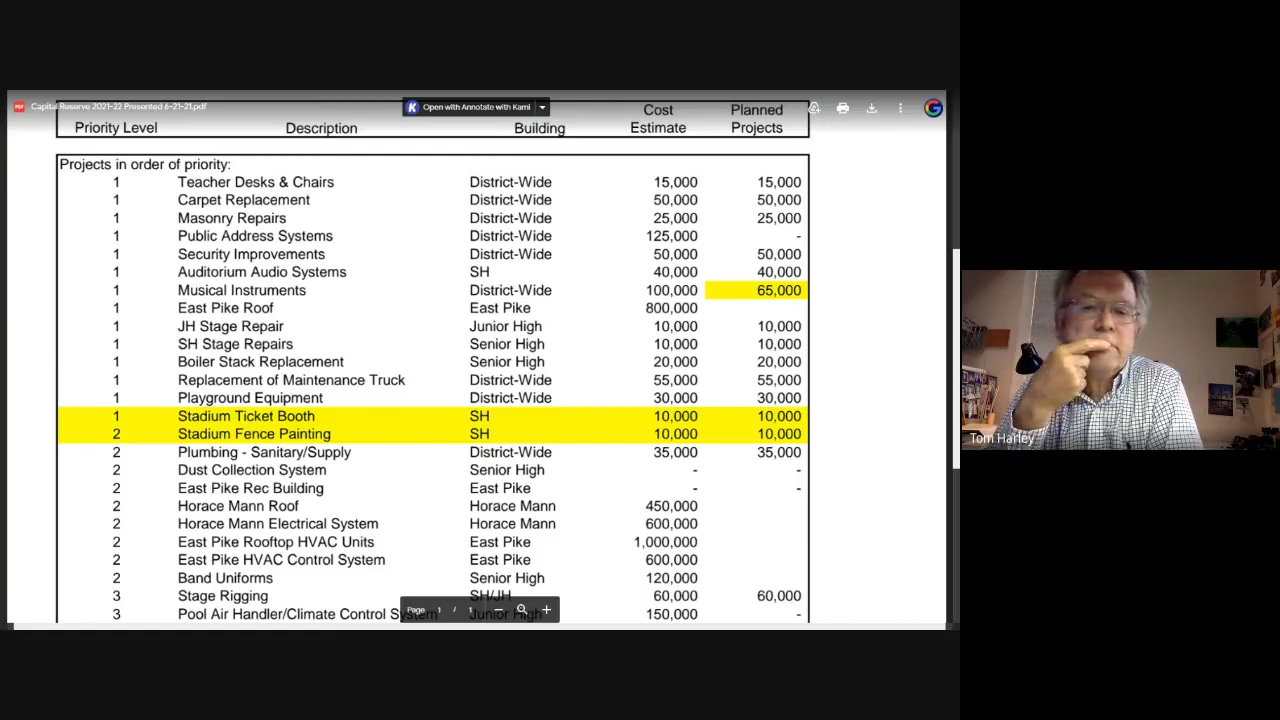 Capital Reserve 2021-22 Presented 6-21-21.pdf
Open with Annotate with Kami
Cost Planned
Priority Level Description Building Estimate Projects
Projects in order of priority:
1 Teacher Desks & Chairs District-Wide 15,000 15,000
1 Carpet Replacement District-Wide 50,000 50,000
1 Masonry Repairs District-Wide 25,000 25,000
1 Public Address Systems District-Wide 125,000 -
1 Security Improvements District-Wide 50,000 50,000
1 Auditorium Audio Systems SH 40,000 40,000
1 Musical Instruments District-Wide 100,000 65,000
1 East Pike Roof East Pike 800,000
1 JH Stage Repair Junior High 10,000 10,000
1 SH Stage Repairs Senior High 10,000 10,000
1 Boiler Stack Replacement Senior High 20,000 20,000
1 Replacement of Maintenance Truck District-Wide 55,000 55,000
1 Playground Equipment District-Wide 30,000 30,000
1 Stadium Ticket Booth SH 10,000 10,000
2 Stadium Fence Painting SH 10,000 10,000
2 Plumbing - Sanitary/Supply District-Wide 35,000 35,000
2 Dust Collection System Senior High - -
2 East Pike Rec Building East Pike - -
2 Horace Mann Roof Horace Mann 450,000
2 Horace Mann Electrical System Horace Mann 600,000
2 East Pike Rooftop HVAC Units East Pike 1,000,000
2 East Pike HVAC Control System East Pike 600,000
2 Band Uniforms Senior High 120,000
3 Stage Rigging SH/JH 60,000 60,000
3 Pool Air Handler/Climate Control System Junior High 150,000 -
Page 1 / 1
Tom Harley